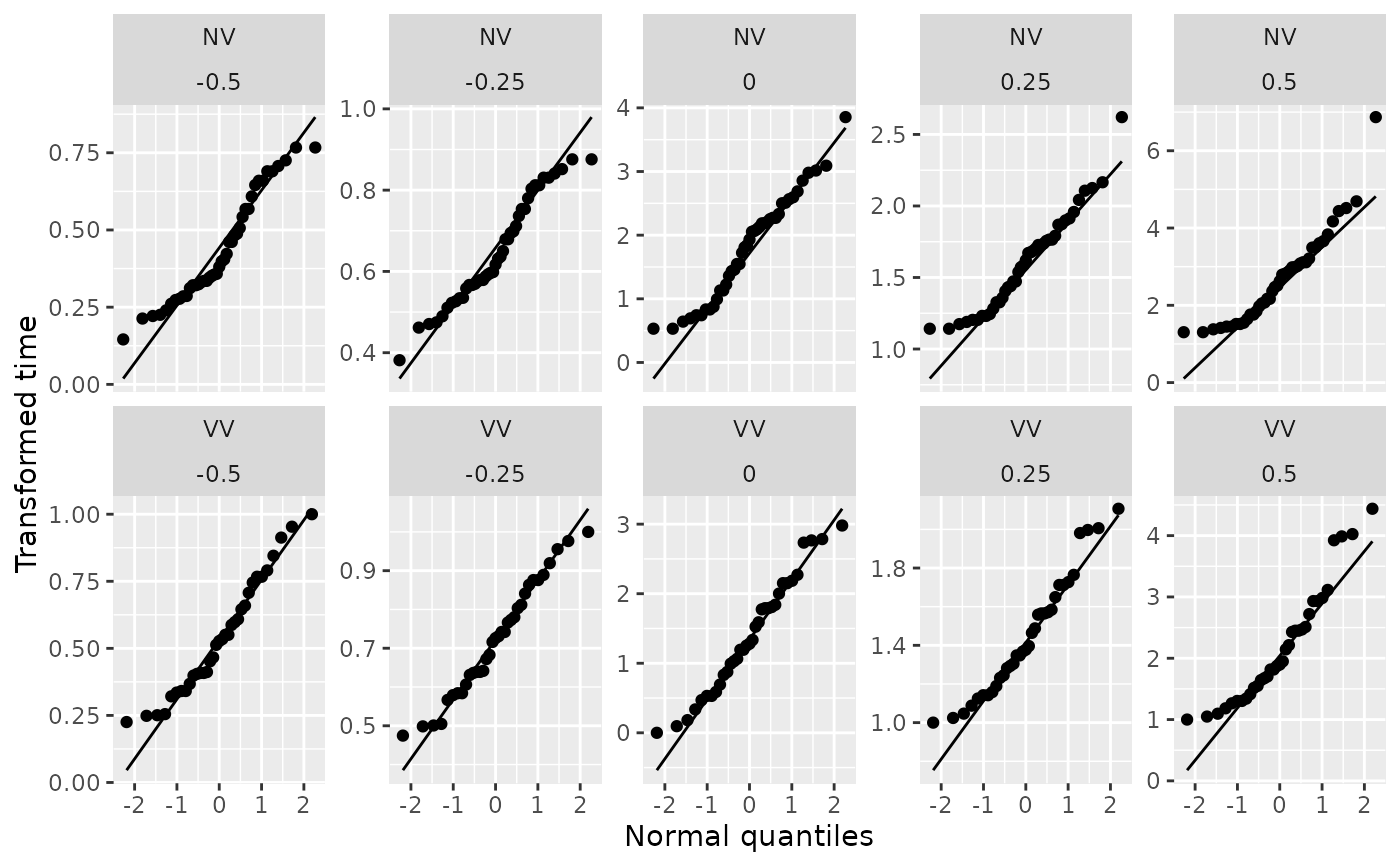 NV NV NV NV NV
-0.5 -0.25 0 0.25 0.5
0.75 0.50 0.25 0.00
1.0 0.8 0.6 0.4
4 3 2 1 0
2.5 2.0 1.5 1.0
6 4 2 0
VV VV VV VV VV
-0.5 -0.25 0 0.25 0.5
1.00 0.75 0.50 0.25 0.00
0.9 0.7 0.5
3 2 1 0
1.8 1.4 1.0
4 3 2 1 0
-2 -1 0 1 2 -2 -1 0 1 2 -2 -1 0 1 2 -2 -1 0 1 2 -2 -1 0 1 2
Normal quantiles
Transformed time